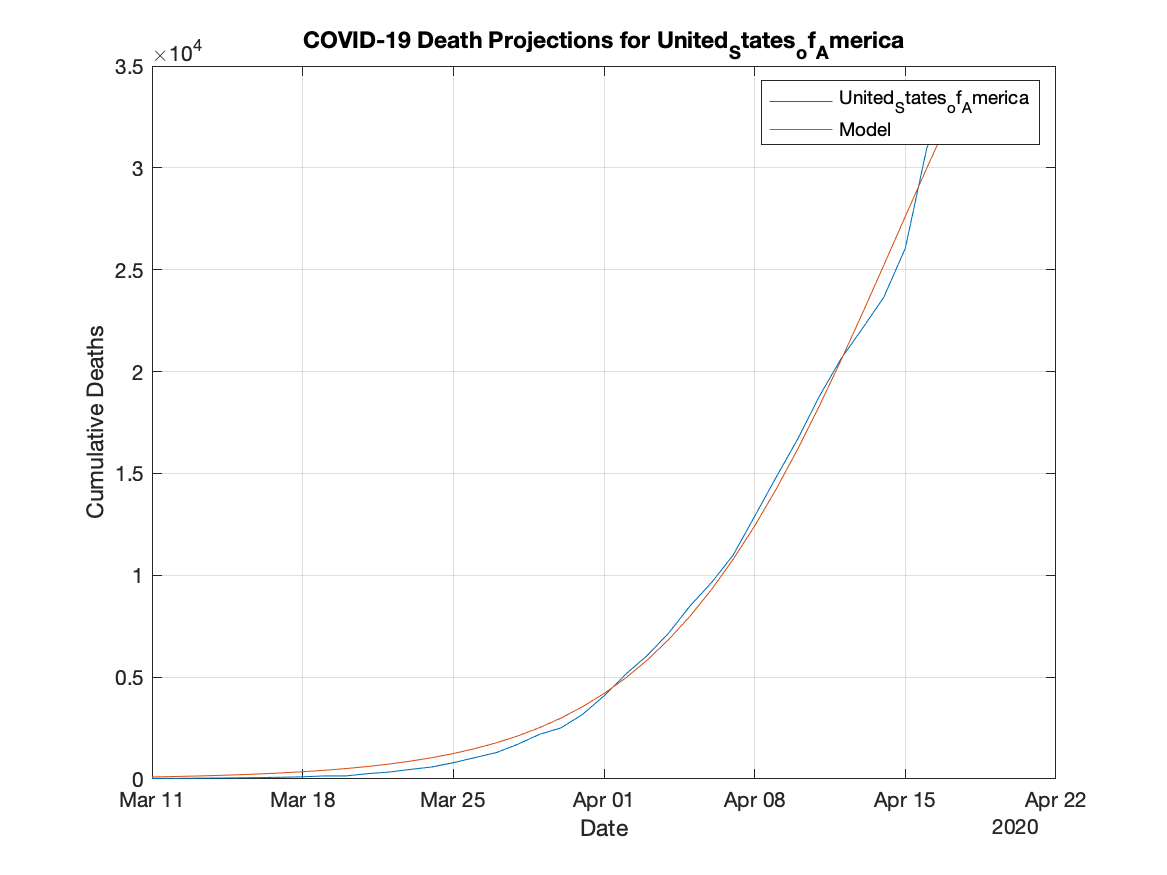 COVID-19 Death Projections for United_States_of_America
×10^4
3.5
3
2.5
2
1.5
1
0.5
0
Cumulative Deaths
United_States_of_America
Model
Mar 11 Mar 18 Mar 25 Apr 01 Apr 08 Apr 15 Apr 22
Date
2020